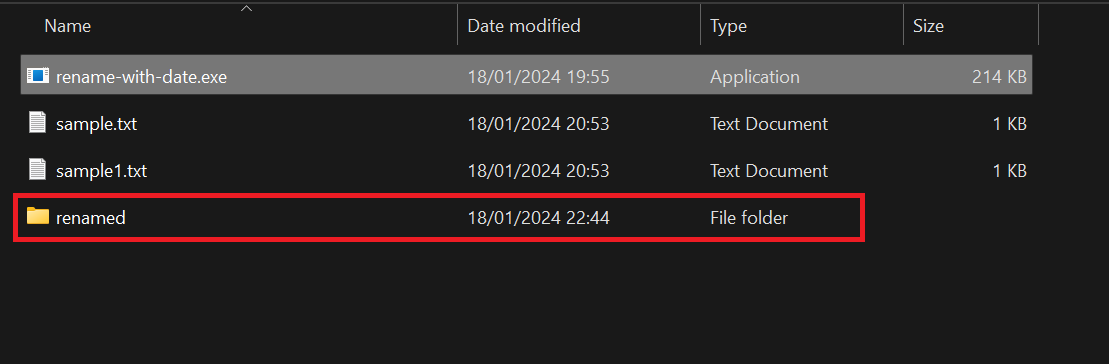 Name Date modified Type Size
rename-with-date.exe 18/01/2024 19:55 Application 214 KB
sample.txt 18/01/2024 20:53 Text Document 1 KB
sample1.txt 18/01/2024 20:53 Text Document 1 KB
renamed 18/01/2024 22:44 File folder